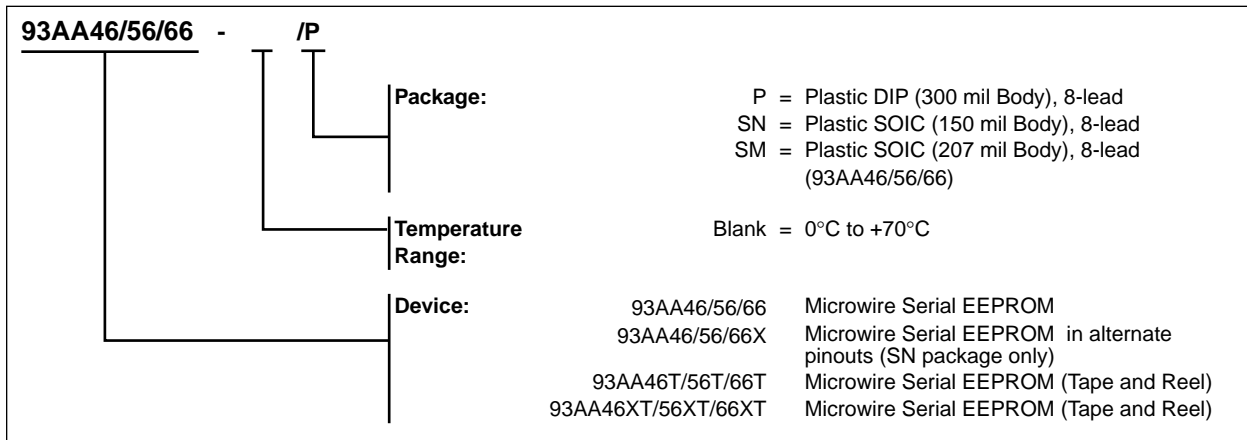 93AA46/56/66 - /P
Package: P = Plastic DIP (300 mil Body), 8-lead
SN = Plastic SOIC (150 mil Body), 8-lead
SM = Plastic SOIC (207 mil Body), 8-lead
(93AA46/56/66)
Temperature Blank = 0°C to +70°C
Range:
Device: 93AA46/56/66 Microwire Serial EEPROM
93AA46/56/66X Microwire Serial EEPROM in alternate
pinouts (SN package only)
93AA46T/56T/66T Microwire Serial EEPROM (Tape and Reel)
93AA46XT/56XT/66XT Microwire Serial EEPROM (Tape and Reel)